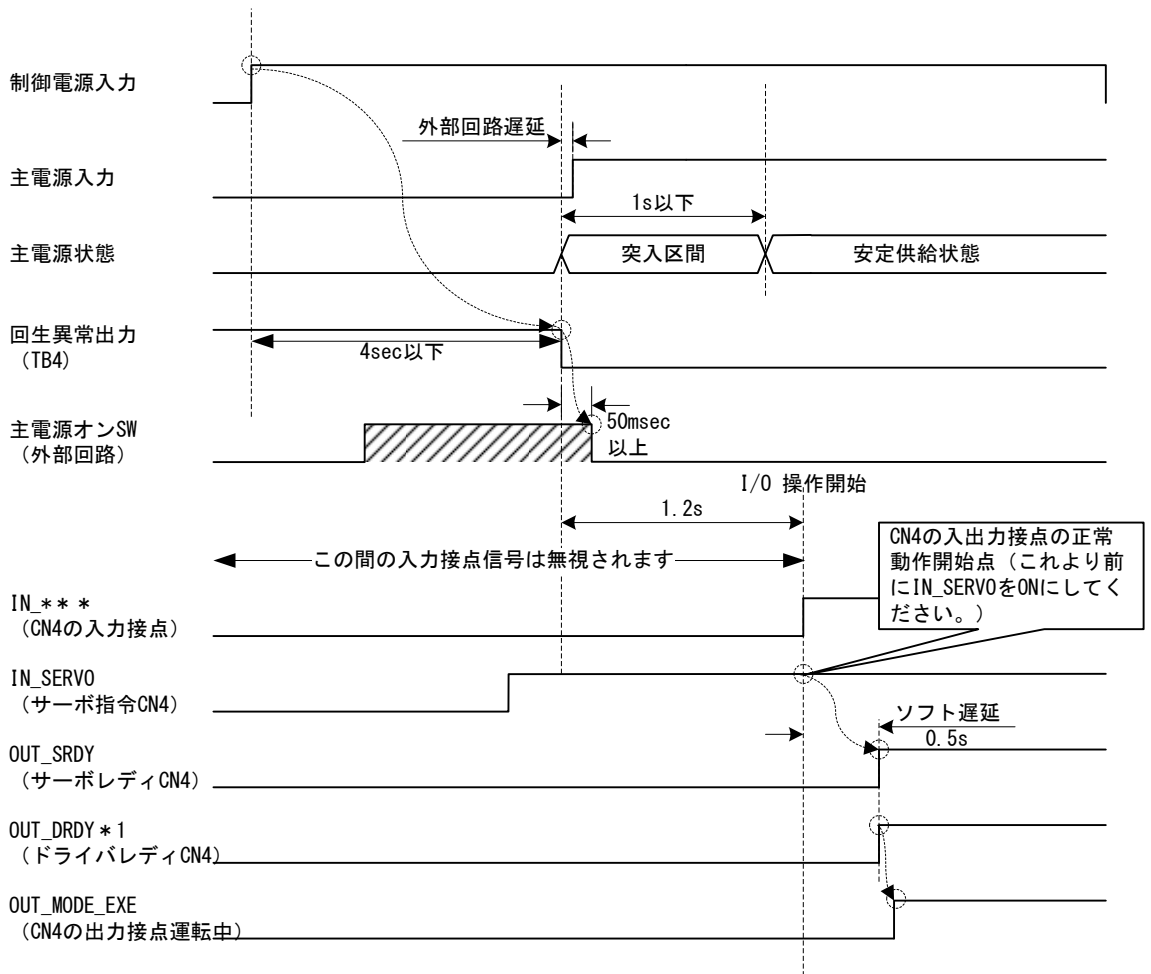 制御電源入力
外部回路遅延
主電源入力
1s以下
主電源状態
突入区間
安定供給状態
回生異常出力
(TB4)
4sec以下
主電源オンSW
(外部回路)
50msec
以上
I/O 操作開始
1.2s
この間の入力接点信号は無視されます
CN4の入出力接点の正常
動作開始点(これより前
にIN_SERVOをONにしてく
ださい。)
IN_***
(CN4の入力接点)
IN_SERVO
(サーボ指令CN4)
ソフト遅延
0.5s
OUT_SRDY
(サーボレディCN4)
OUT_DRDY*1
(ドライバレディCN4)
OUT_MODE_EXE
(CN4の出力接点運転中)